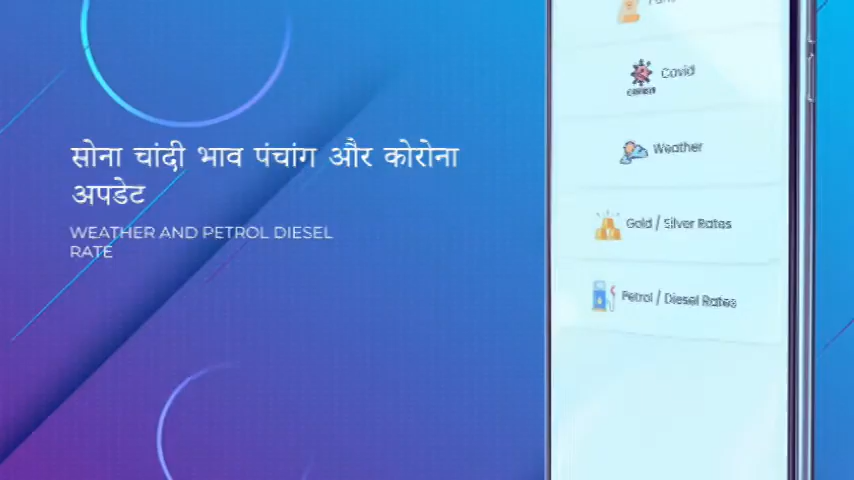 सोना चांदी भाव पंचांग और कोरोना
अपडेट
WEATHER AND PETROL DIESEL
RATE
Covid
Weather
Gold / Silver Rates
Petrol / Diesel Rates